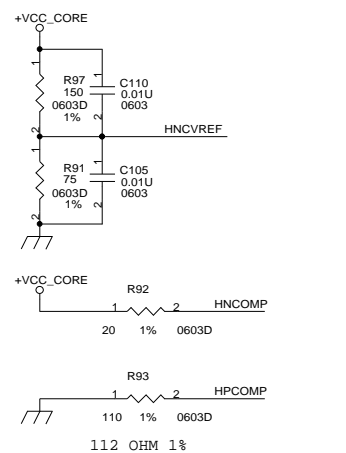 +VCC_CORE
1
1
R97
150
0603D
1%
C110
0.01U
0603
2
2
HNCVREF
1
1
R91
75
0603D
1%
C105
0.01U
0603
2
2
+VCC_CORE
R92
1
2
HNCOMP
20 1% 0603D
R93
1
2
HPCOMP
110 1% 0603D
112 OHM 1%